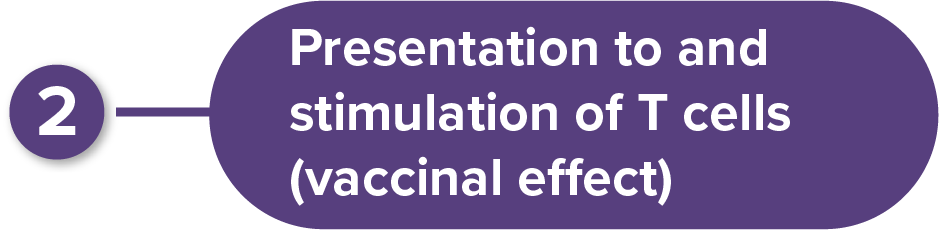 2
Presentation to and
stimulation of T cells
(vaccinal effect)